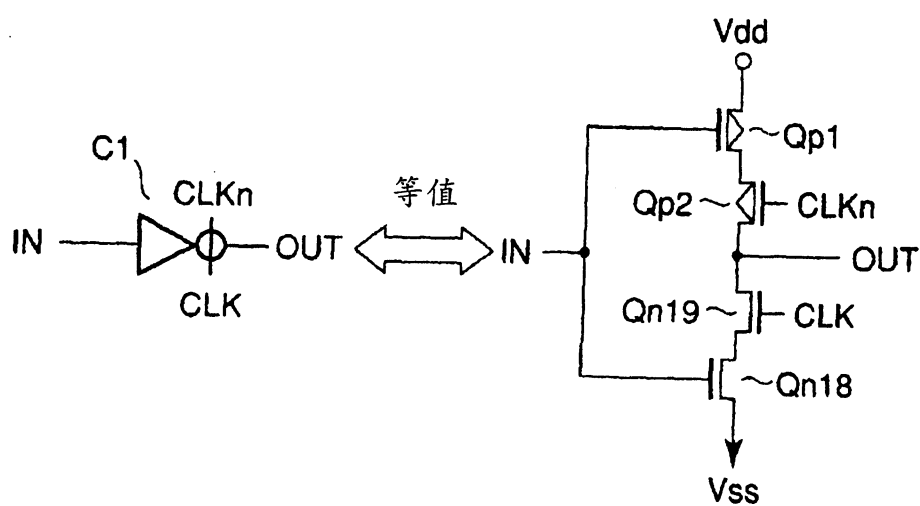 C1
CLKn
IN
OUT
CLK
等值
Vdd
Qp1
Qp2
CLKn
IN
OUT
Qn19
CLK
Qn18
Vss